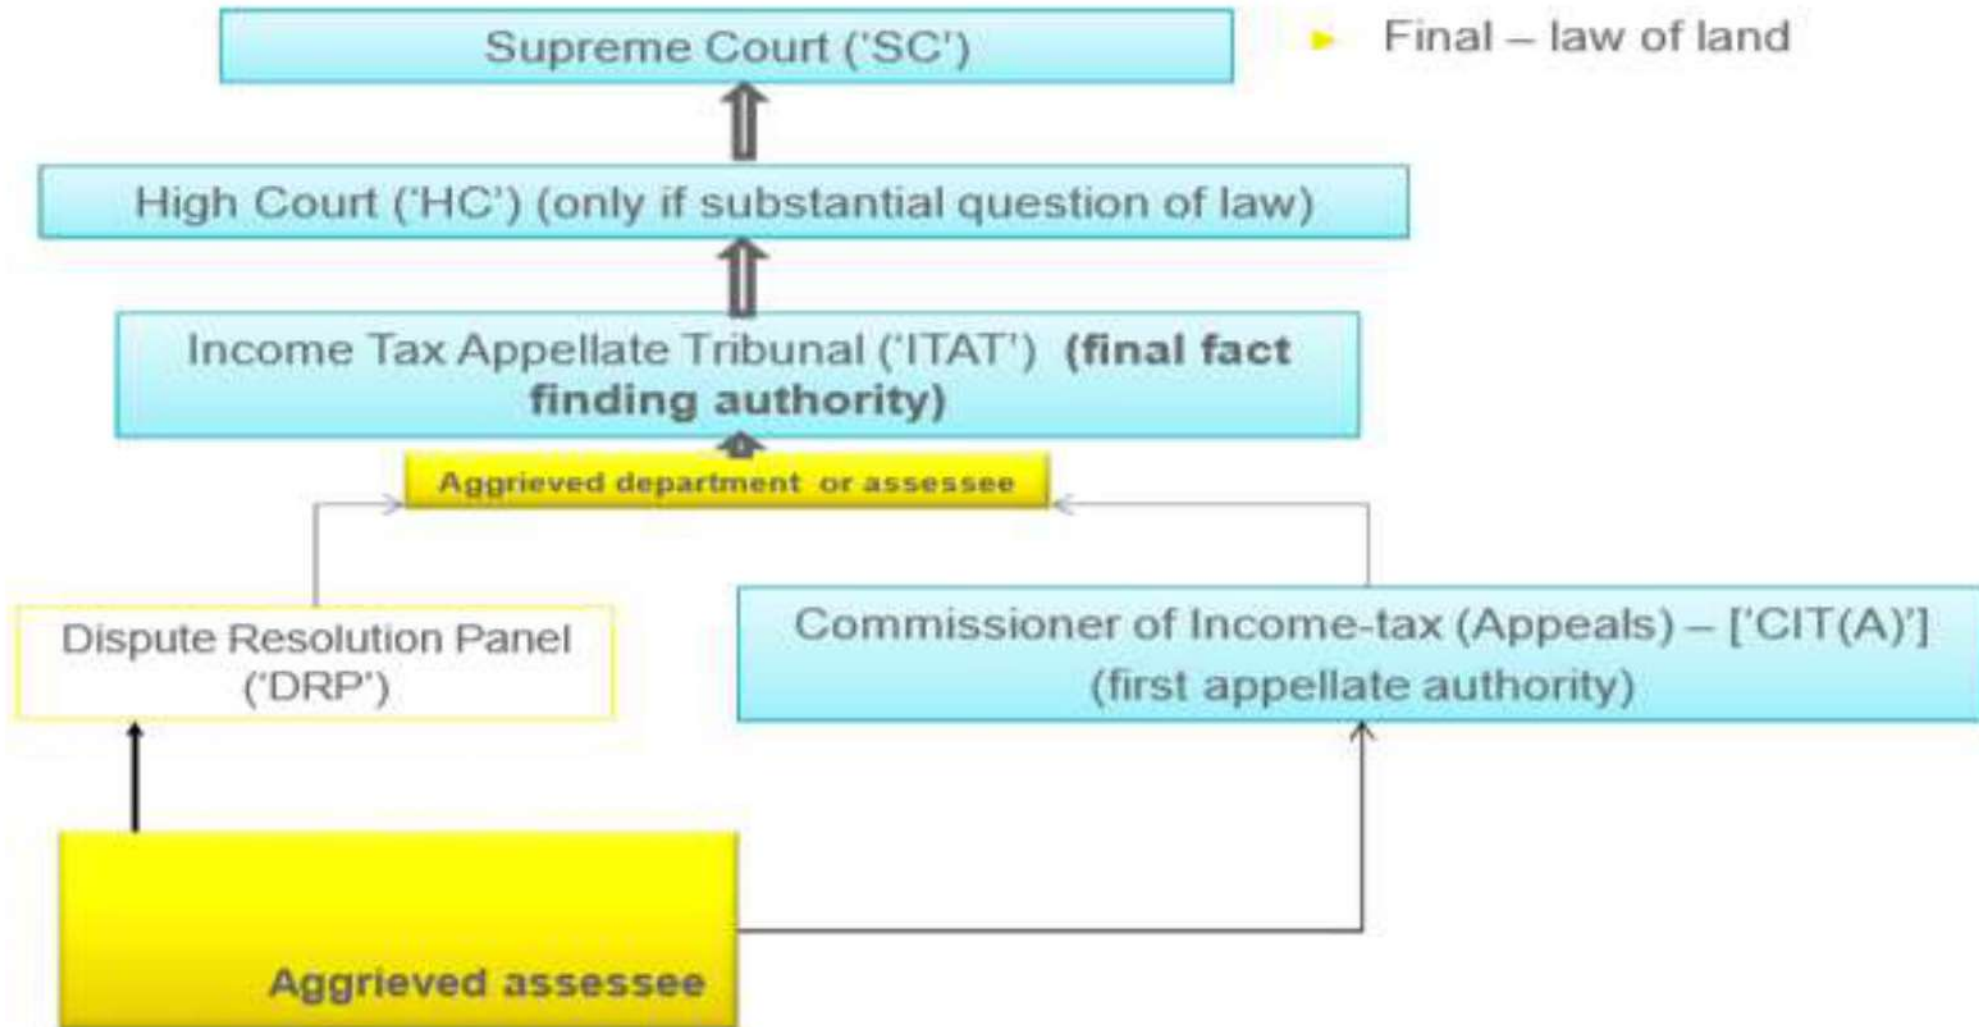 Supreme Court ('SC')
► Final – law of land
High Court ('HC') (only if substantial question of law)
Income Tax Appellate Tribunal ('ITAT') (final fact
finding authority)
Aggrieved department or assessee
Dispute Resolution Panel
('DRP')
Commissioner of Income-tax (Appeals) – ['CIT(A)']
(first appellate authority)
Aggrieved assessee